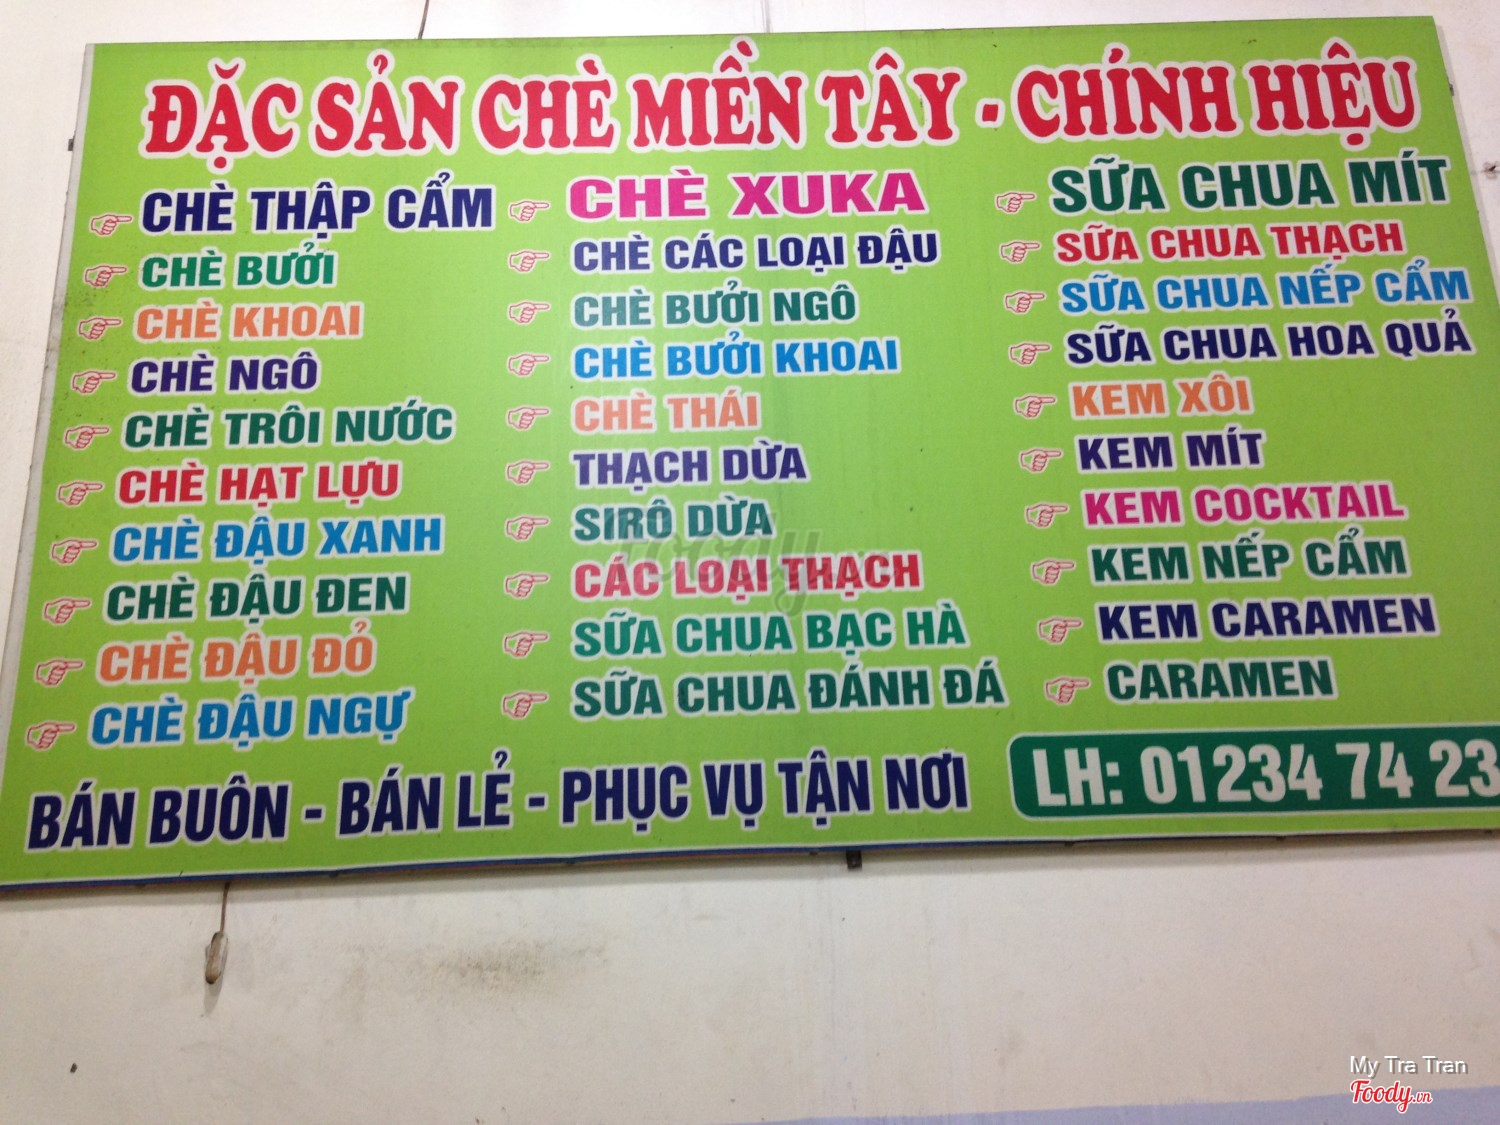 ĐẶC SẢN CHÈ MIỀN TÂY - CHÍNH HIỆU
CHÈ THẬP CẨM
CHÈ BƯỞI
CHÈ KHOAI
CHÈ NGÔ
CHÈ TRÔI NƯỚC
CHÈ HẠT LỰU
CHÈ ĐẬU XANH
CHÈ ĐẬU ĐEN
CHÈ ĐẬU ĐỎ
CHÈ ĐẬU NGỰ
CHÈ XUKA
CHÈ CÁC LOẠI ĐẬU
CHÈ BƯỞI NGÔ
CHÈ BƯỞI KHOAI
CHÈ THÁI
THẠCH DỪA
SIRÔ DỪA
CÁC LOẠI THẠCH
SỮA CHUA BẠC HÀ
SỮA CHUA ĐÁNH ĐÁ
SỮA CHUA MÍT
SỮA CHUA THẠCH
SỮA CHUA NẾP CẨM
SỮA CHUA HOA QUẢ
KEM XÔI
KEM MÍT
KEM COCKTAIL
KEM NẾP CẨM
KEM CARAMEN
CARAMEN
BÁN BUÔN - BÁN LẺ - PHỤC VỤ TẬN NƠI
LH: 01234 74 23
Foody.vn
My Tra Tran
Foody.vn